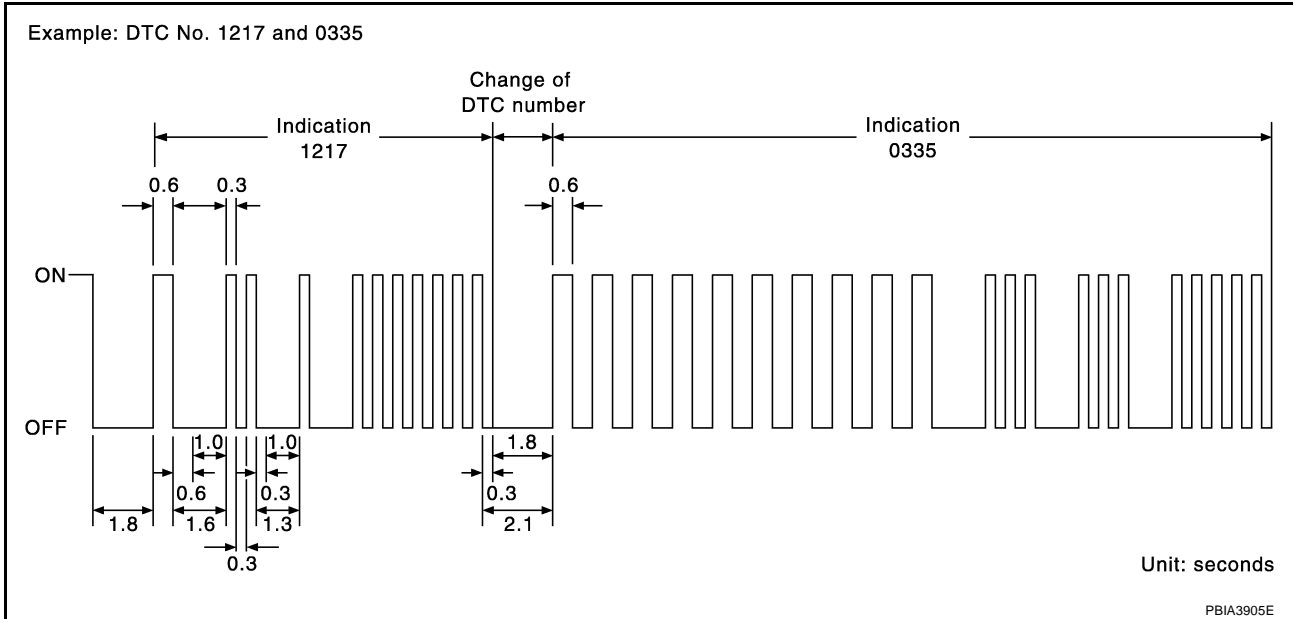 Example: DTC No. 1217 and 0335
Change of
DTC number
Indication
1217
Indication
0335
0.6
0.3
0.6
ON
OFF
1.0
1.0
1.8
0.6
0.3
0.3
1.8
1.6
1.3
2.1
0.3
Unit: seconds
PBIA3905E